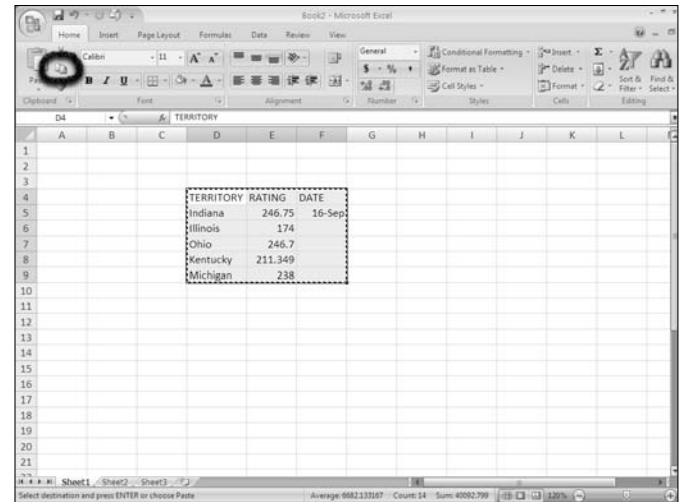 Book2 - Microsoft Excel
Home Insert Page Layout Formulas Data Review View
Calibri 11 A A General Conditional Formatting Insert Σ
B I U A $ % , Format as Table Delete Sort & Find &
Cell Styles Format Filter Select
Clipboard Font Alignment Number Styles Cells Editing
D4 fx TERRITORY
A B C D E F G H I J K L
1
2
3
4 TERRITORY RATING DATE
5 Indiana 246.75 16-Sep
6 Illinois 174
7 Ohio 246.7
8 Kentucky 211.349
9 Michigan 238
10
11
12
13
14
15
16
17
18
19
20
21
Sheet1 Sheet2 Sheet3
Select destination and press ENTER or choose Paste Average: 6682.133167 Count: 14 Sum: 40092.799 120%